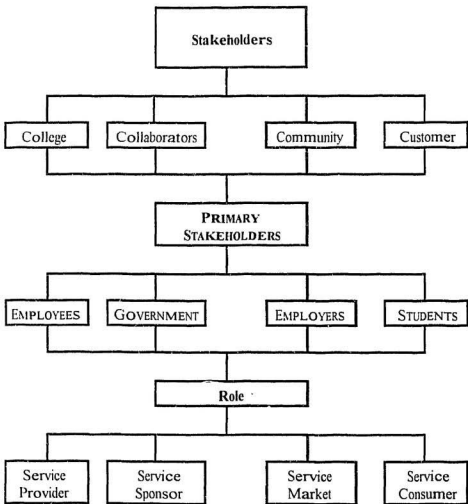 Stakeholders
College
Collaborators
Community
Customer
PRIMARY
STAKEHOLDERS
EMPLOYEES
GOVERNMENT
EMPLOYERS
STUDENTS
Role
Service
Provider
Service
Sponsor
Service
Market
Service
Consumer